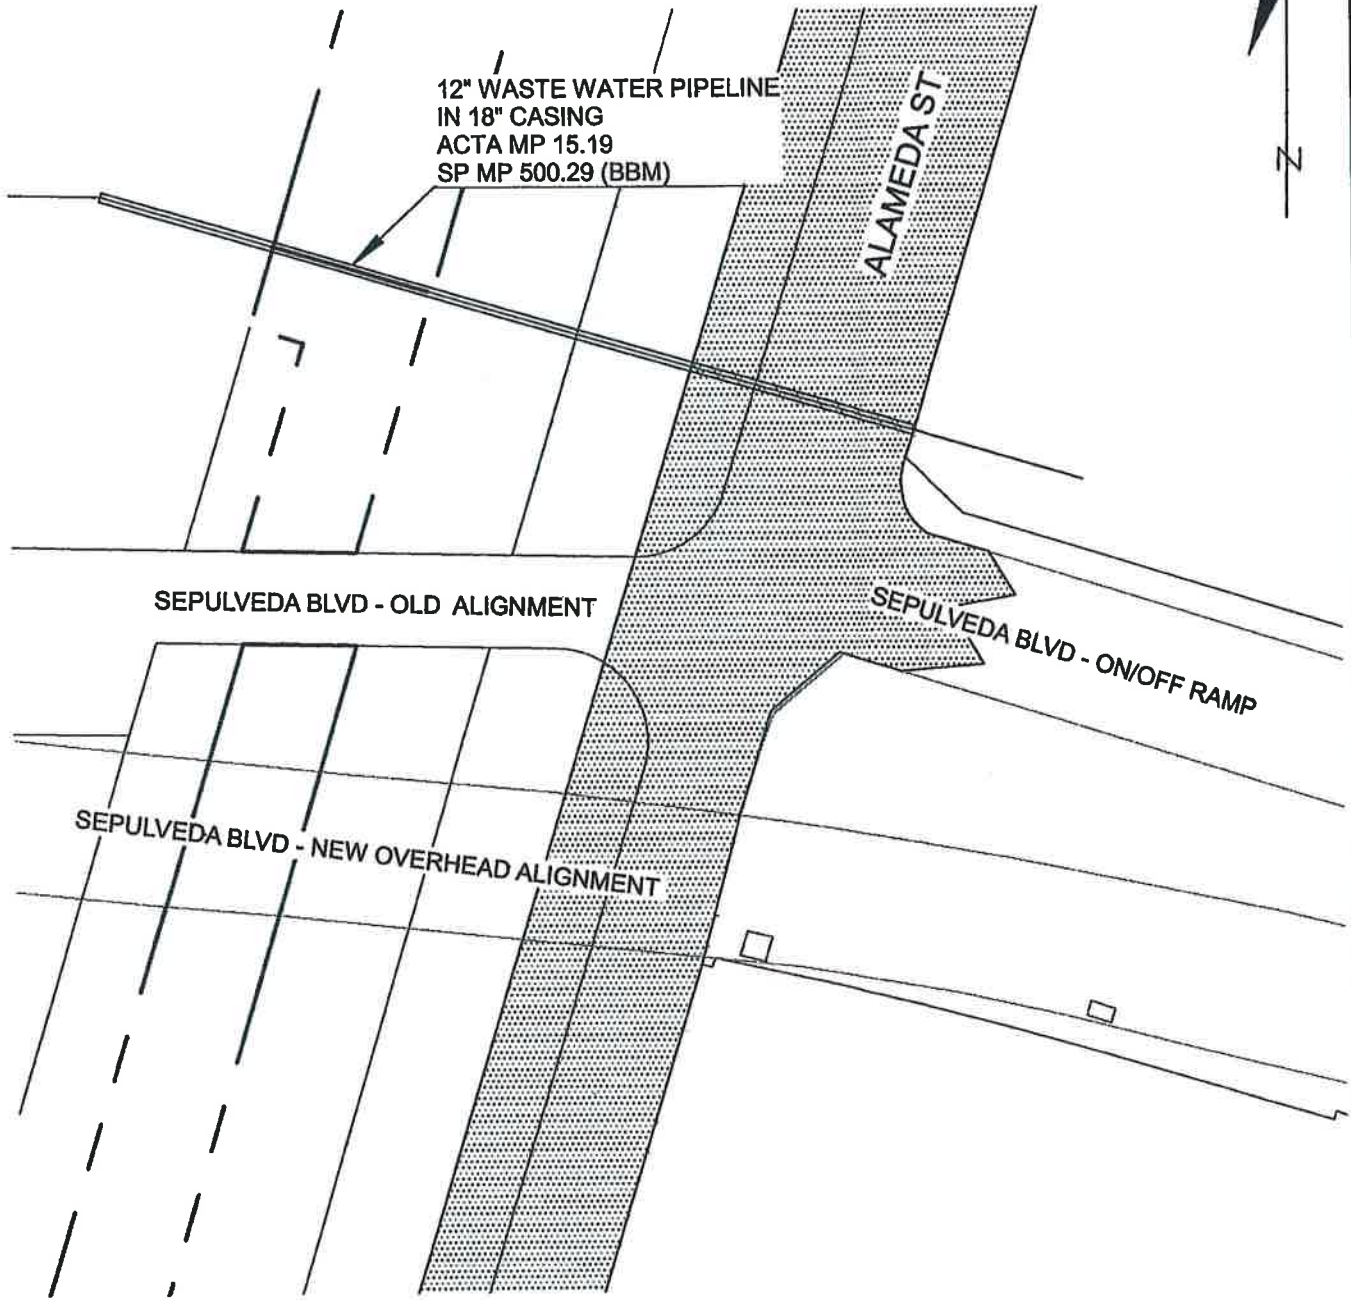 12" WASTE WATER PIPELINE
IN 18" CASING
ACTA MP 15.19
SP MP 500.29 (BBM)
ALAMEDA ST
N
SEPULVEDA BLVD - OLD ALIGNMENT
SEPULVEDA BLVD - ON/OFF RAMP
SEPULVEDA BLVD - NEW OVERHEAD ALIGNMENT